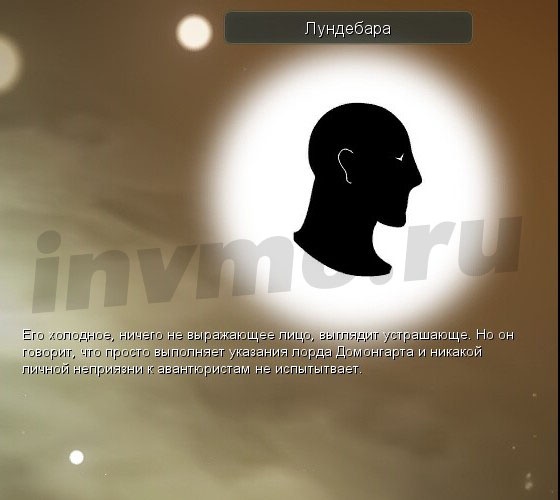 Лундебара
invmo.ru
Его холодное, ничего не выражающее лицо, выглядит устрашающе. Но он
говорит, что просто выполняет указания лорда Домонгарта и никакой
личной неприязни к авантюристам не испытытвает.